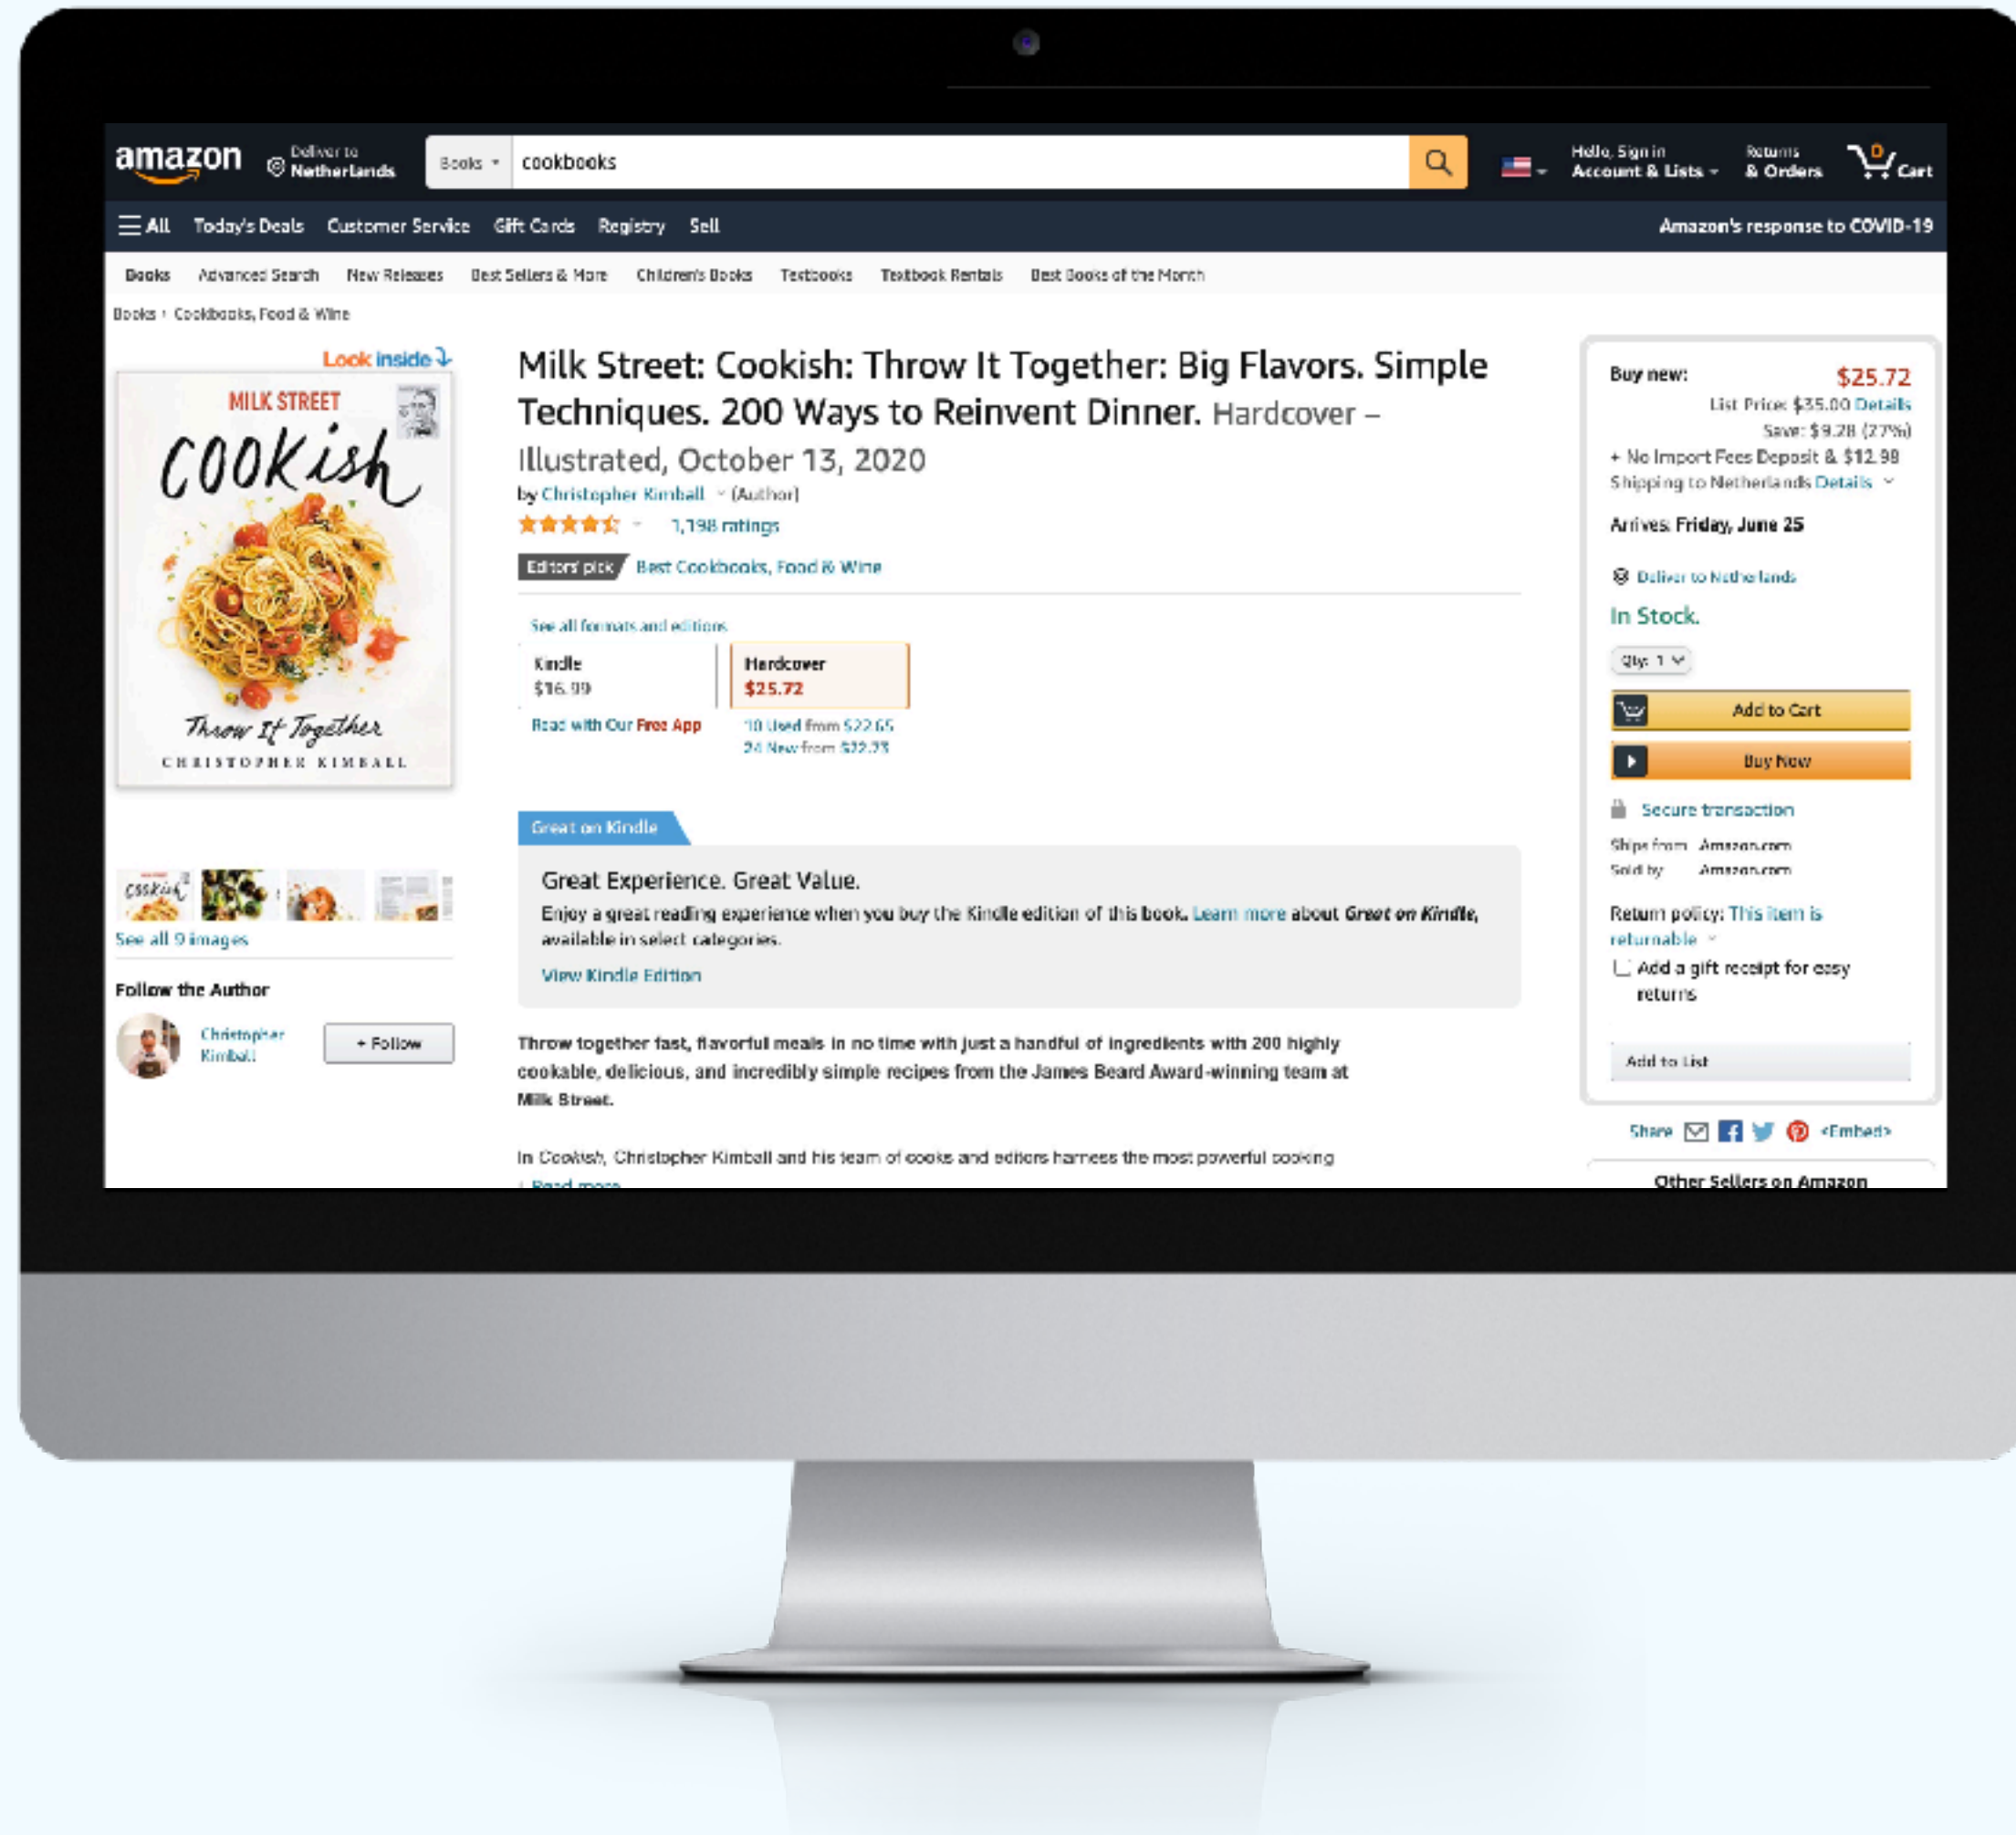 amazon
Deliver to
Netherlands
Books
cookbooks
Hello, Sign in
Account & Lists
Returns
& Orders
0
Cart
All
Today's Deals
Customer Service
Gift Cards
Registry
Sell
Amazon's response to COVID-19
Books
Advanced Search
New Releases
Best Sellers & More
Children's Books
Textbooks
Textbook Rentals
Best Books of the Month
Books › Cookbooks, Food & Wine
Look inside
MILK STREET
COOKish
Throw It Together
CHRISTOPHER KIMBALL
COOKish
See all 9 images
Follow the Author
Christopher
Kimball
+ Follow
Milk Street: Cookish: Throw It Together: Big Flavors. Simple
Techniques. 200 Ways to Reinvent Dinner. Hardcover –
Illustrated, October 13, 2020
by Christopher Kimball (Author)
1,198 ratings
Editors' pick
Best Cookbooks, Food & Wine
See all formats and editions
Kindle
$16.99
Read with Our Free App
Hardcover
$25.72
10 Used from $22.65
24 New from $22.73
Great on Kindle
Great Experience. Great Value.
Enjoy a great reading experience when you buy the Kindle edition of this book. Learn more about Great on Kindle,
available in select categories.
View Kindle Edition
Throw together fast, flavorful meals in no time with just a handful of ingredients with 200 highly
cookable, delicious, and incredibly simple recipes from the James Beard Award-winning team at
Milk Street.
In Cookish, Christopher Kimball and his team of cooks and editors harness the most powerful cooking
Read more
Buy new:
$25.72
List Price: $35.00 Details
Save: $9.28 (27%)
+ No Import Fees Deposit & $12.98
Shipping to Netherlands Details
Arrives: Friday, June 25
Deliver to Netherlands
In Stock.
Qty: 1
Add to Cart
Buy Now
Secure transaction
Ships from Amazon.com
Sold by Amazon.com
Return policy: This item is
returnable
Add a gift receipt for easy
returns
Add to List
Share
<Embed>
Other Sellers on Amazon